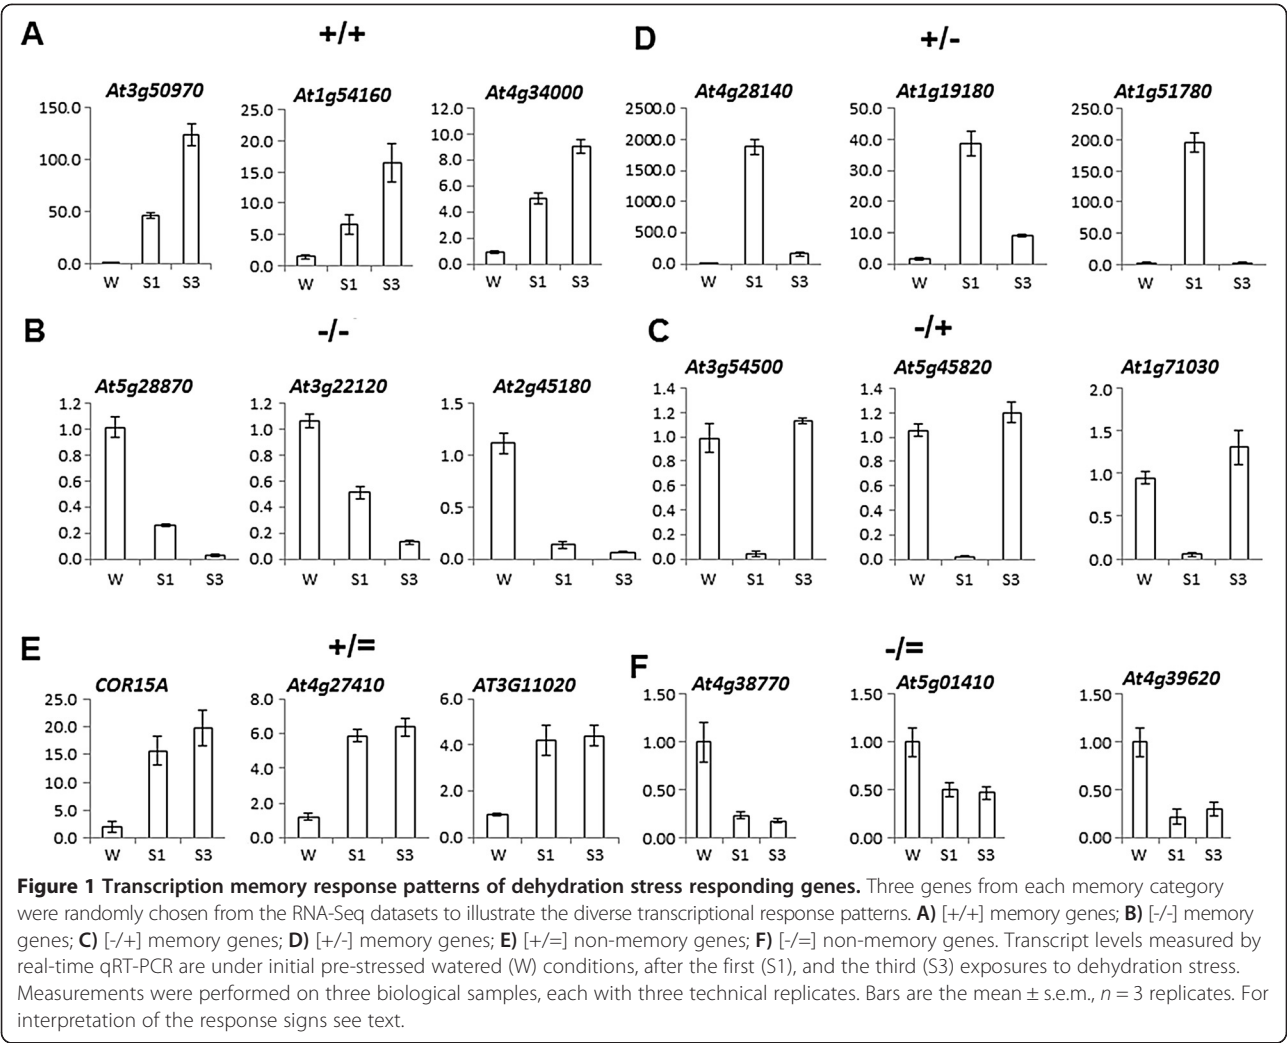 A
+/+
At3g50970
150.0
100.0
50.0
0.0
W S1 S3
At1g54160
25.0
20.0
15.0
10.0
5.0
0.0
W S1 S3
At4g34000
12.0
10.0
8.0
6.0
4.0
2.0
0.0
W S1 S3
D
+/-
At4g28140
2500.0
2000.0
1500.0
1000.0
500.0
0.0
W S1 S3
At1g19180
50.0
40.0
30.0
20.0
10.0
0.0
W S1 S3
At1g51780
250.0
200.0
150.0
100.0
50.0
0.0
W S1 S3
B
-/-
At5g28870
1.2
1.0
0.8
0.6
0.4
0.2
0.0
W S1 S3
At3g22120
1.2
1.0
0.8
0.6
0.4
0.2
0.0
W S1 S3
At2g45180
1.5
1.0
0.5
0.0
W S1 S3
C
-/+
At3g54500
1.4
1.2
1.0
0.8
0.6
0.4
0.2
0.0
W S1 S3
At5g45820
1.4
1.2
1.0
0.8
0.6
0.4
0.2
0.0
W S1 S3
At1g71030
2.0
1.5
1.0
0.5
0.0
W S1 S3
E
+/=
COR15A
25.0
20.0
15.0
10.0
5.0
0.0
W S1 S3
At4g27410
8.0
6.0
4.0
2.0
0.0
W S1 S3
AT3G11020
6.0
4.0
2.0
0.0
W S1 S3
F
-/=
At4g38770
1.50
1.00
0.50
0.00
W S1 S3
At5g01410
1.50
1.00
0.50
0.00
W S1 S3
At4g39620
1.50
1.00
0.50
0.00
W S1 S3
Figure 1 Transcription memory response patterns of dehydration stress responding genes. Three genes from each memory category
were randomly chosen from the RNA-Seq datasets to illustrate the diverse transcriptional response patterns. A) [+/+] memory genes; B) [-/-] memory
genes; C) [-/+] memory genes; D) [+/-] memory genes; E) [+/=] non-memory genes; F) [-/=] non-memory genes. Transcript levels measured by
real-time qRT-PCR are under initial pre-stressed watered (W) conditions, after the first (S1), and the third (S3) exposures to dehydration stress.
Measurements were performed on three biological samples, each with three technical replicates. Bars are the mean ± s.e.m., n = 3 replicates. For
interpretation of the response signs see text.